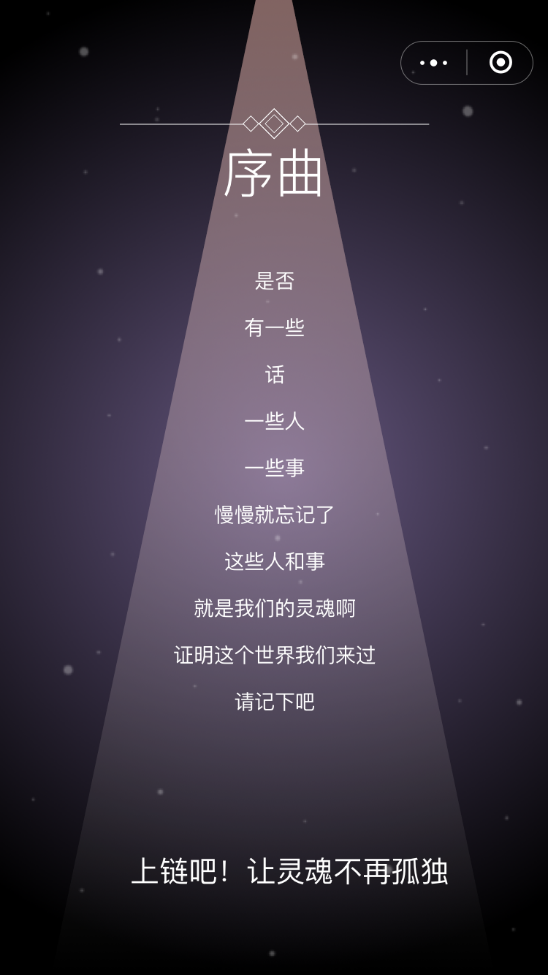 序曲
是否
有一些
话
一些人
一些事
慢慢就忘记了
这些人和事
就是我们的灵魂啊
证明这个世界我们来过
请记下吧
上链吧！让灵魂不再孤独